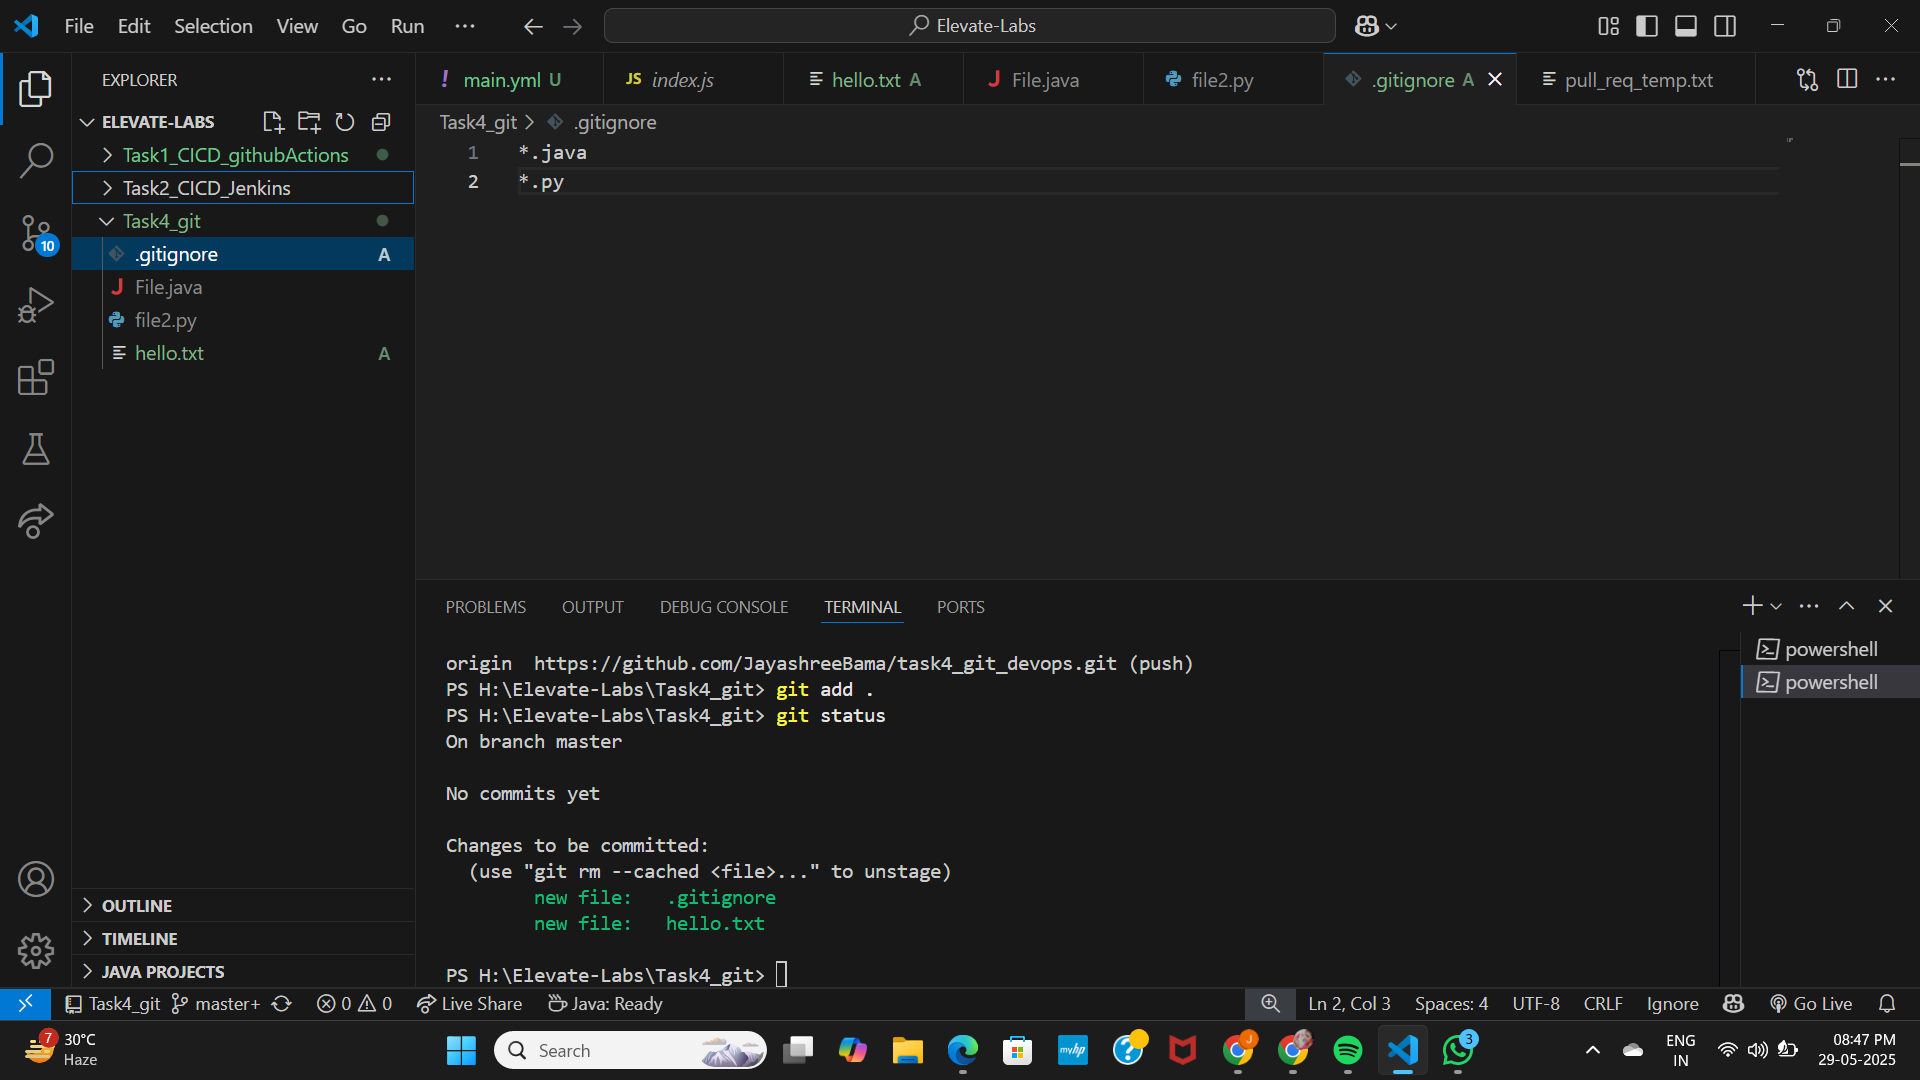 File Edit Selection View Go Run ··· Elevate-Labs
EXPLORER
main.yml U
JS index.js
hello.txt A
J File.java
file2.py
.gitignore A
pull_req_temp.txt
ELEVATE-LABS
Task1_CICD_githubActions
Task2_CICD_Jenkins
Task4_git
.gitignore A
J File.java
file2.py
hello.txt A
10
OUTLINE
TIMELINE
JAVA PROJECTS
Task4_git > .gitignore
1 *.java
2 *.py
PROBLEMS OUTPUT DEBUG CONSOLE TERMINAL PORTS
origin  https://github.com/JayashreeBama/task4_git_devops.git (push)
PS H:\Elevate-Labs\Task4_git> git add .
PS H:\Elevate-Labs\Task4_git> git status
On branch master
No commits yet
Changes to be committed:
(use "git rm --cached <file>..." to unstage)
new file:   .gitignore
new file:   hello.txt
PS H:\Elevate-Labs\Task4_git>
powershell
powershell
Task4_git master+ 0 0 Live Share Java: Ready Ln 2, Col 3 Spaces: 4 UTF-8 CRLF Ignore Go Live
7
30°C
Haze
Search
myhp
J
3
ENG
IN
08:47 PM
29-05-2025